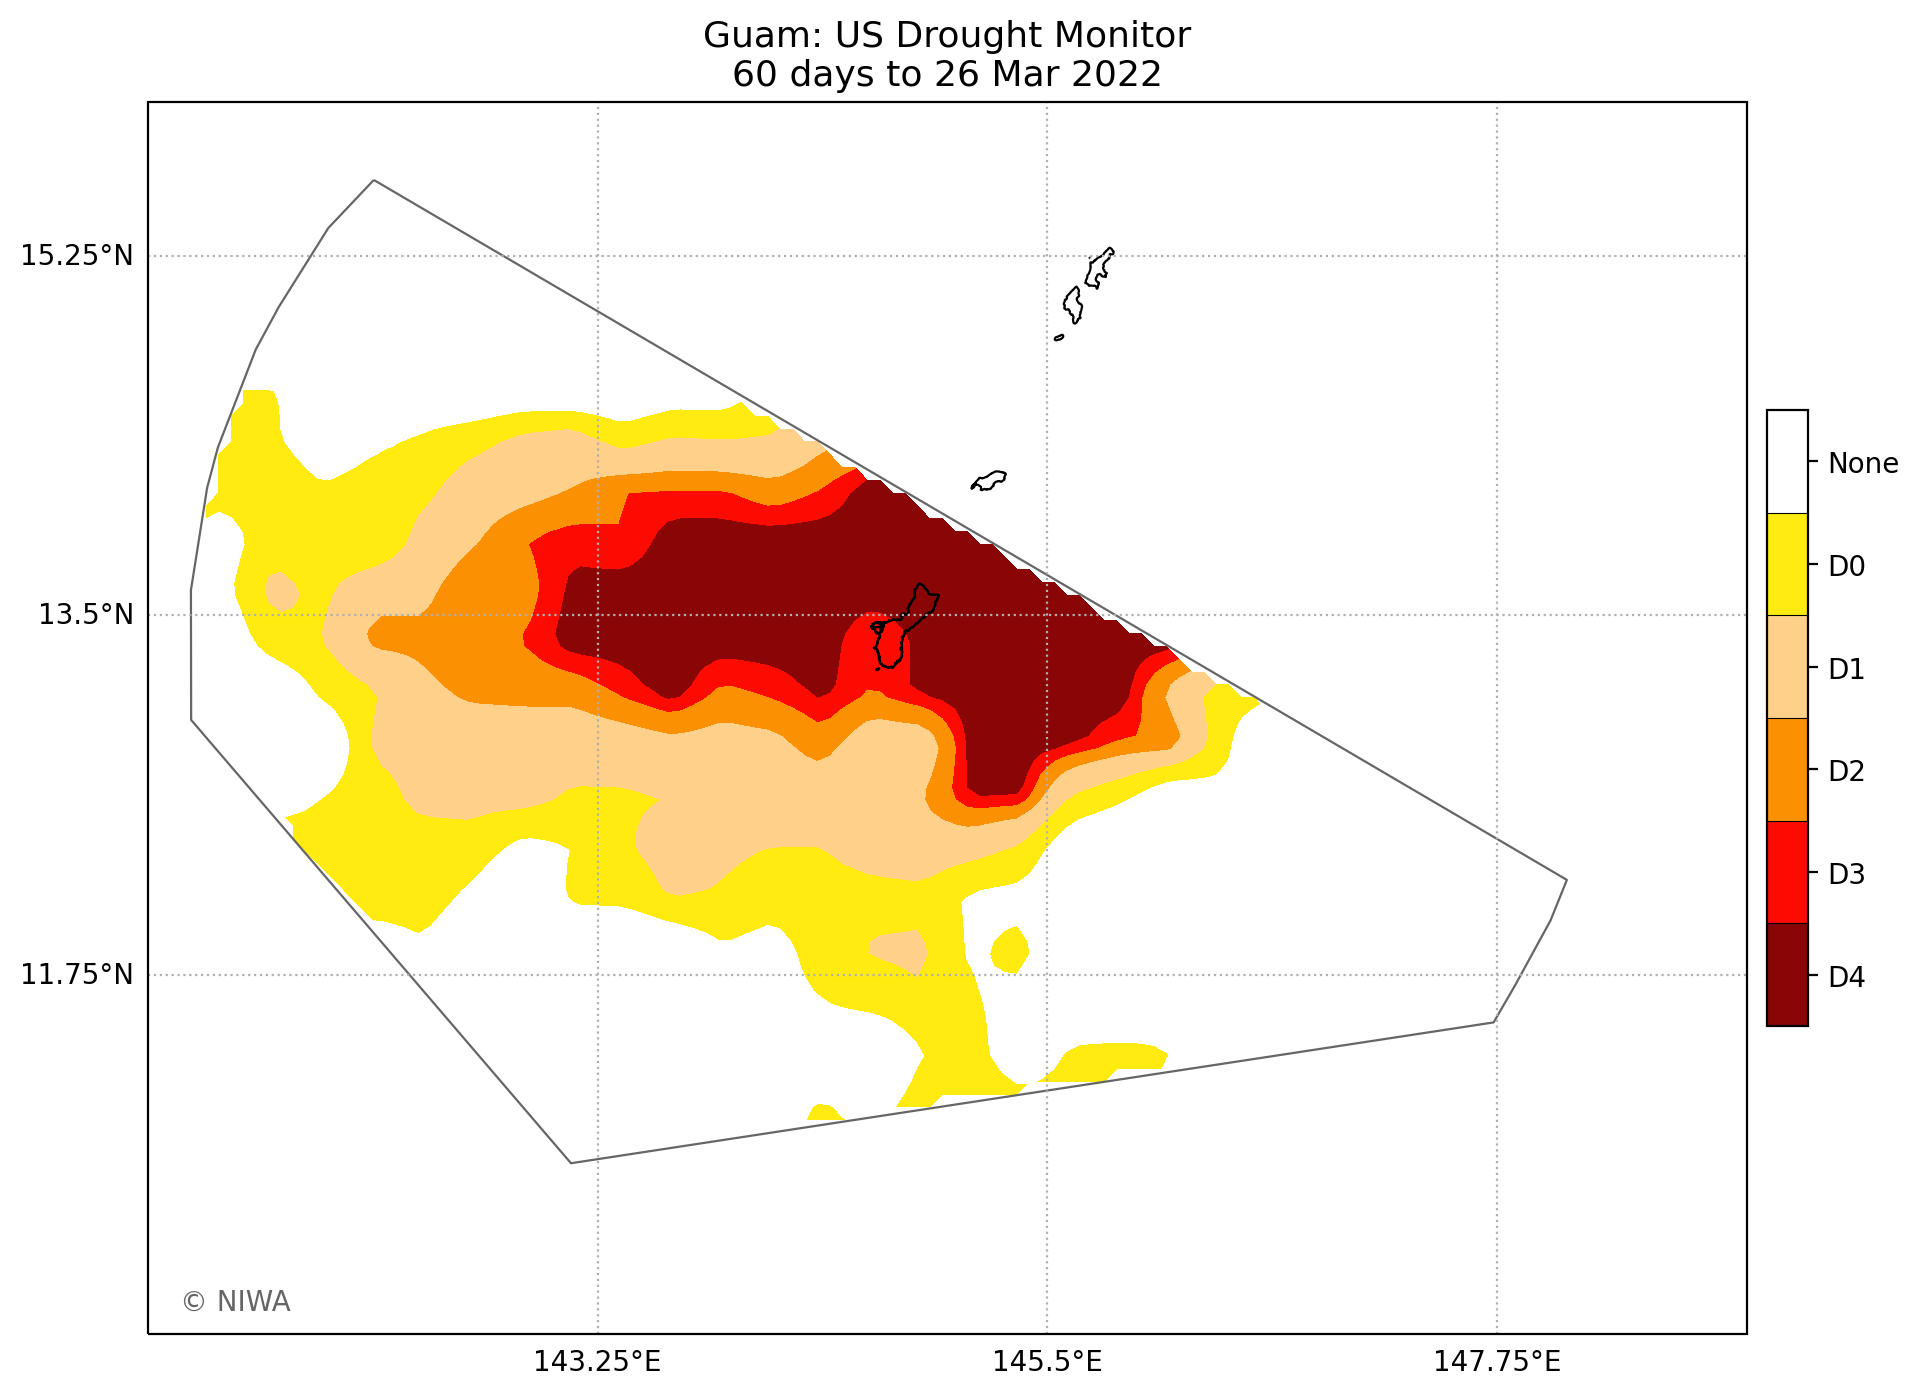 Guam: US Drought Monitor
60 days to 26 Mar 2022
15.25°N
13.5°N
11.75°N
143.25°E
145.5°E
147.75°E
None
D0
D1
D2
D3
D4
© NIWA